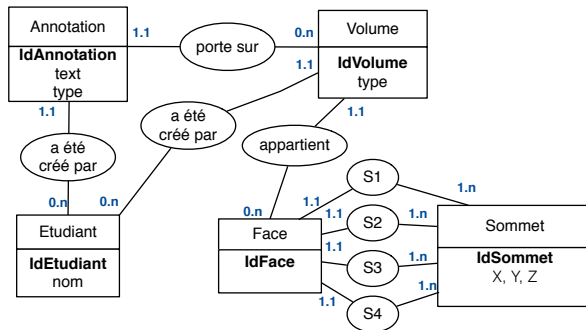 Annotation
IdAnnotation
text
type
1.1
porte sur
0.n
Volume
IdVolume
type
1.1
1.1
1.1
a été
créé par
a été
créé par
appartient
0.n
0.n
0.n
Etudiant
IdEtudiant
nom
Face
IdFace
1.1
S1
1.n
1.1
S2
1.n
1.1
S3
1.n
1.1
S4
1.n
Sommet
IdSommet
X, Y, Z